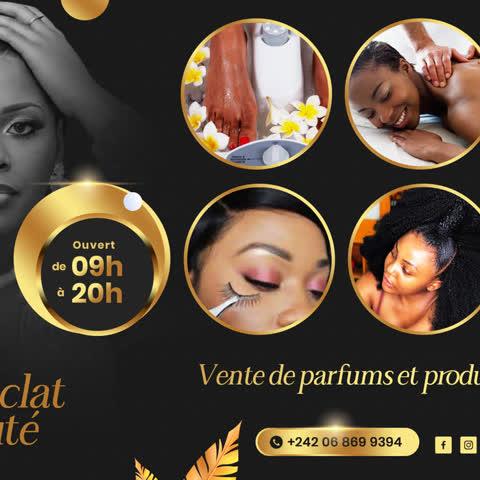 Ouvert
de 09h
à 20h
clat
té
Vente de parfums et produ
+242 06 869 9394